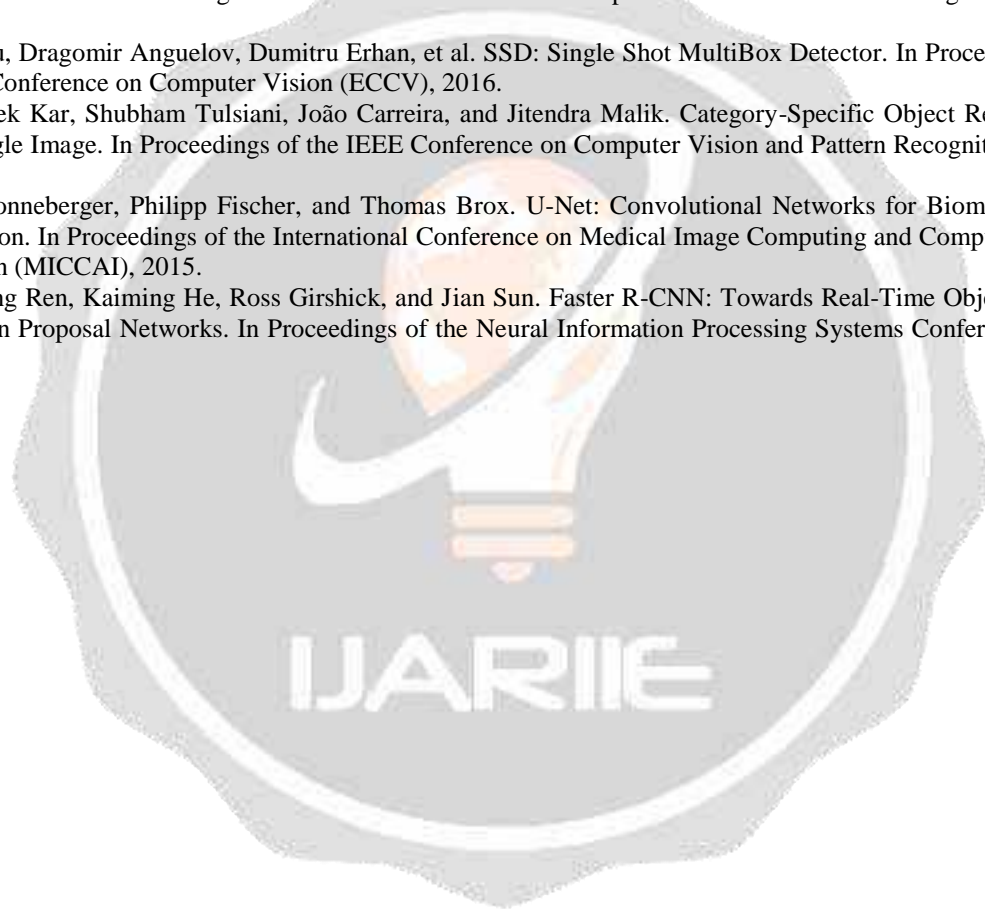 u, Dragomir Anguelov, Dumitru Erhan, et al. SSD: Single Shot MultiBox Detector. In Proce
Conference on Computer Vision (ECCV), 2016.
ek Kar, Shubham Tulsiani, João Carreira, and Jitendra Malik. Category-Specific Object Re
gle Image. In Proceedings of the IEEE Conference on Computer Vision and Pattern Recognit
onneberger, Philipp Fischer, and Thomas Brox. U-Net: Convolutional Networks for Biom
on. In Proceedings of the International Conference on Medical Image Computing and Comp
n (MICCAI), 2015.
ng Ren, Kaiming He, Ross Girshick, and Jian Sun. Faster R-CNN: Towards Real-Time Obj
n Proposal Networks. In Proceedings of the Neural Information Processing Systems Confer
IJARIIE